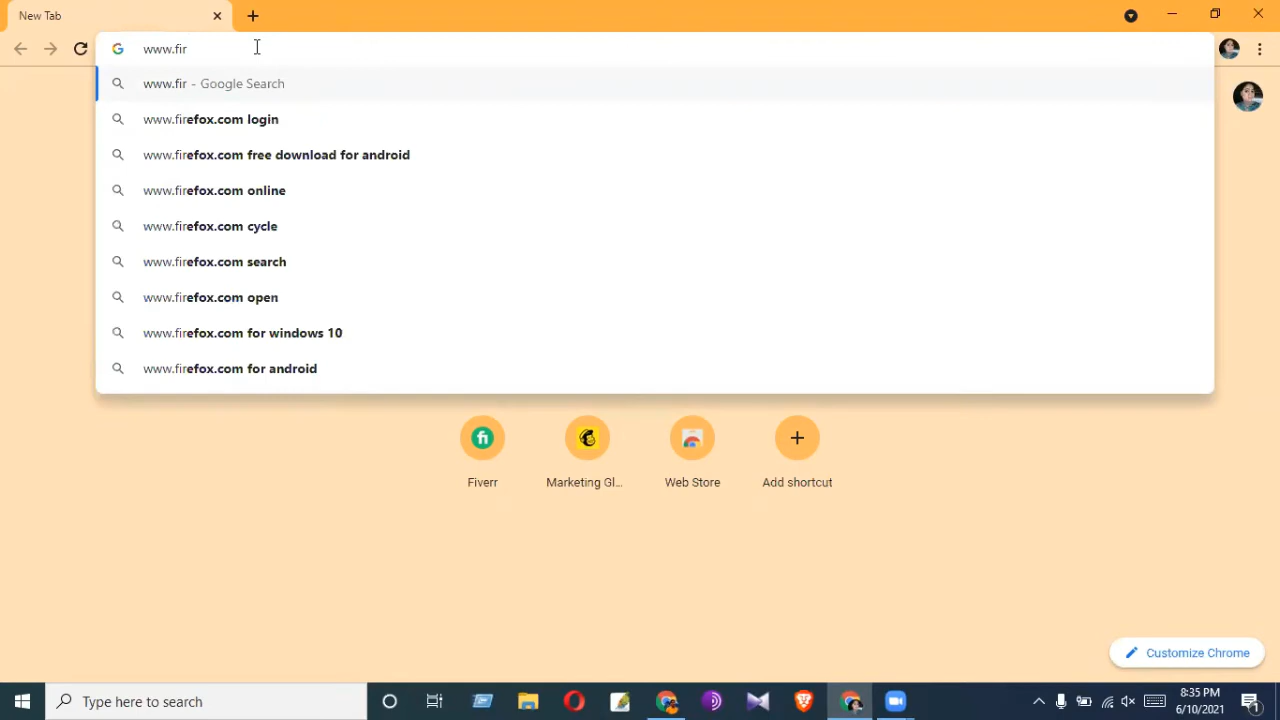 New Tab
www.fir
www.fir - Google Search
www.firefox.com login
www.firefox.com free download for android
www.firefox.com online
www.firefox.com cycle
www.firefox.com search
www.firefox.com open
www.firefox.com for windows 10
www.firefox.com for android
fi
Fiverr
Marketing Gl...
Web Store
Add shortcut
Customize Chrome
Type here to search
8:35 PM
6/10/2021
1